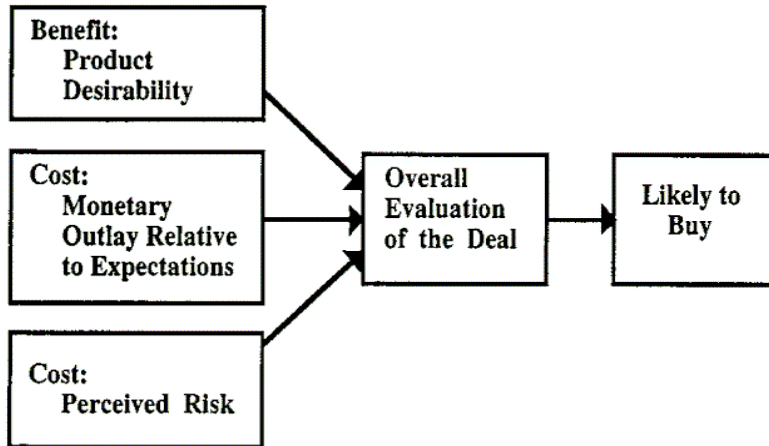 Benefit:
Product
Desirability
Cost:
Monetary
Outlay Relative
to Expectations
Cost:
Perceived Risk
Overall
Evaluation
of the Deal
Likely to
Buy